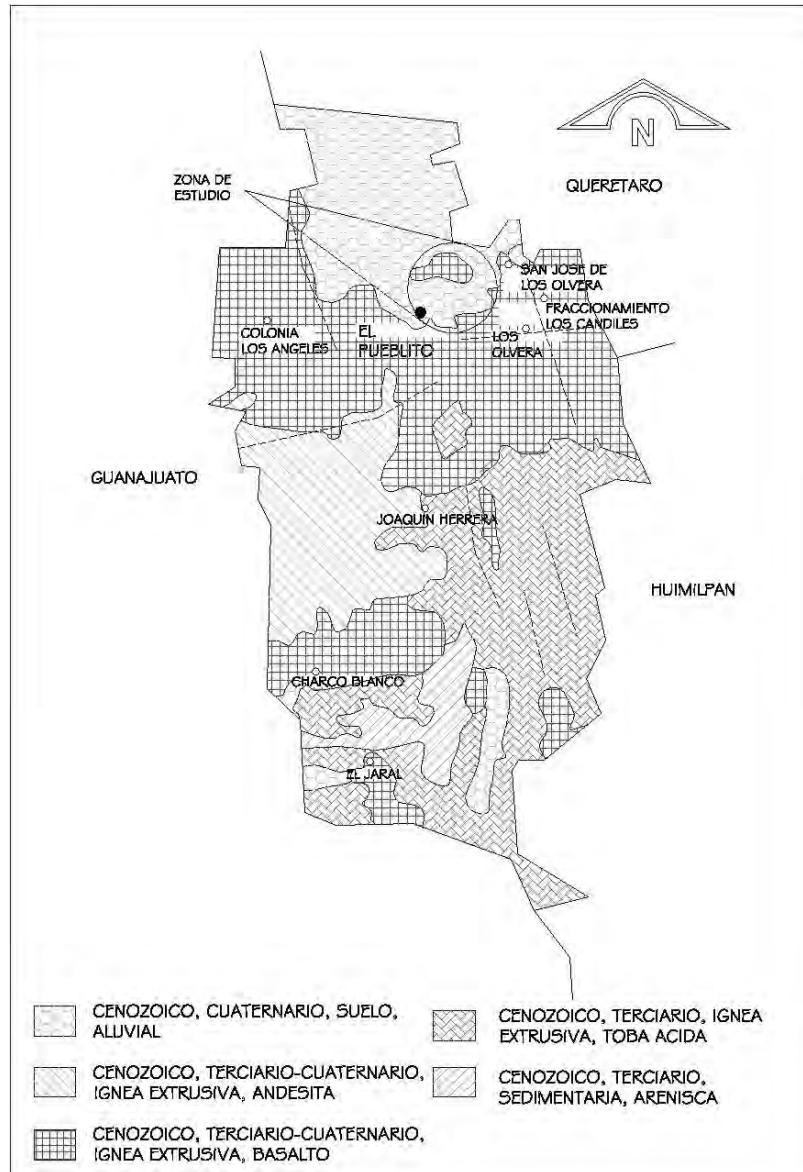 N
QUERETARO
ZONA DE
ESTUDIO
SAN JOSE DE
LOS OLVERA
FRACCIONAMIENTO
LOS CANDILES
COLONIA
LOS ANGELES
EL
PUEBLITO
LOS
OLVERA
GUANAJUATO
JOAQUIN HERRERA
HUIMILPAN
CHARCO BLANCO
EL JARAL
CENOZOICO, CUATERNARIO, SUELO,
ALUVIAL
CENOZOICO, TERCIARIO-CUATERNARIO,
IGNEA EXTRUSIVA, ANDESITA
CENOZOICO, TERCIARIO-CUATERNARIO,
IGNEA EXTRUSIVA, BASALTO
CENOZOICO, TERCIARIO, IGNEA
EXTRUSIVA, TOBA ACIDA
CENOZOICO, TERCIARIO,
SEDIMENTARIA, ARENISCA